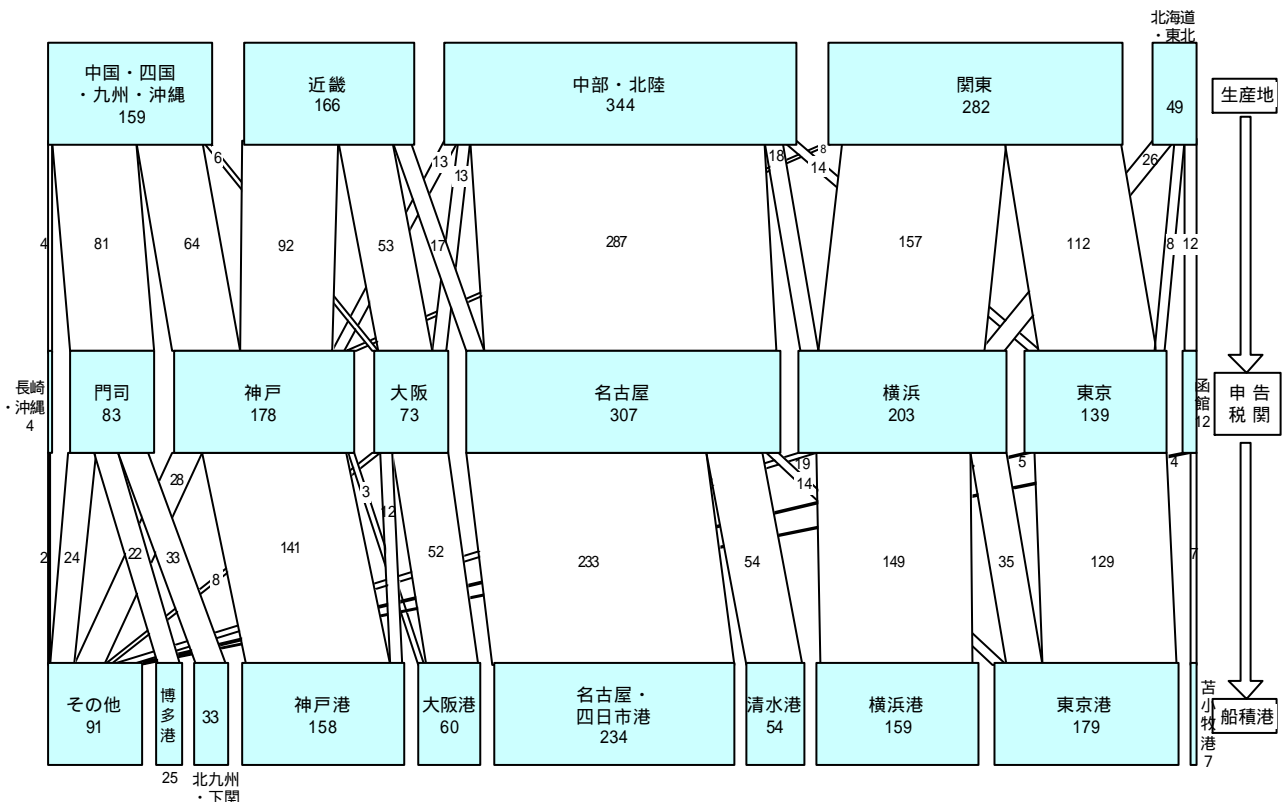 北海道
・東北
中国・四国
・九州・沖縄
159
近畿
166
中部・北陸
344
関東
282
49
生産地
6
13
13
18
8
14
26
4
81
64
92
53
17
287
157
112
8
12
長崎
・沖縄
4
門司
83
神戸
178
大阪
73
名古屋
307
横浜
203
東京
139
函館
12
申告
税関
28
3
12
19
14
5
4
2
24
22
33
8
141
52
233
54
149
35
129
7
その他
91
博多港
25
33
北九州
・下関
神戸港
158
大阪港
60
名古屋・
四日市港
234
清水港
54
横浜港
159
東京港
179
苫小牧港
7
船積港